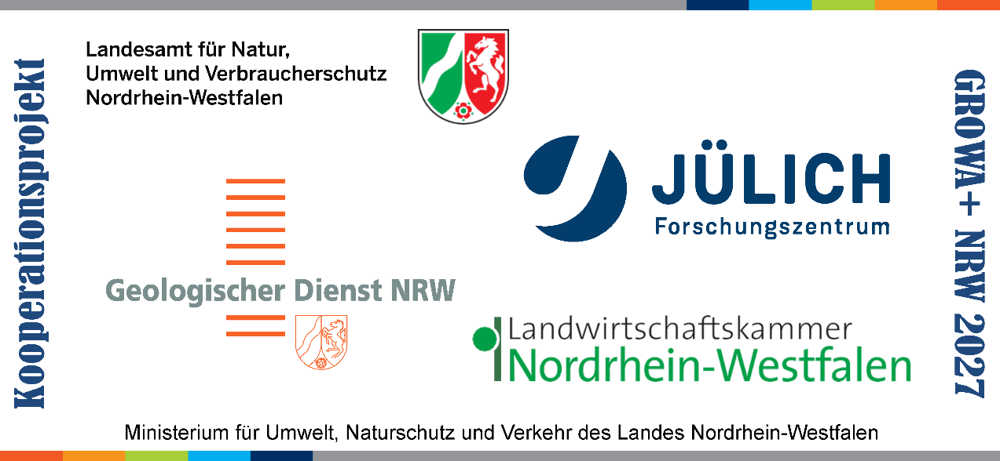 Kooperationsprojekt
Landesamt für Natur,
Umwelt und Verbraucherschutz
Nordrhein-Westfalen
JÜLICH
Forschungszentrum
Geologischer Dienst NRW
Landwirtschaftskammer
Nordrhein-Westfalen
GROWA+ NRW 2027
Ministerium für Umwelt, Naturschutz und Verkehr des Landes Nordrhein-Westfalen